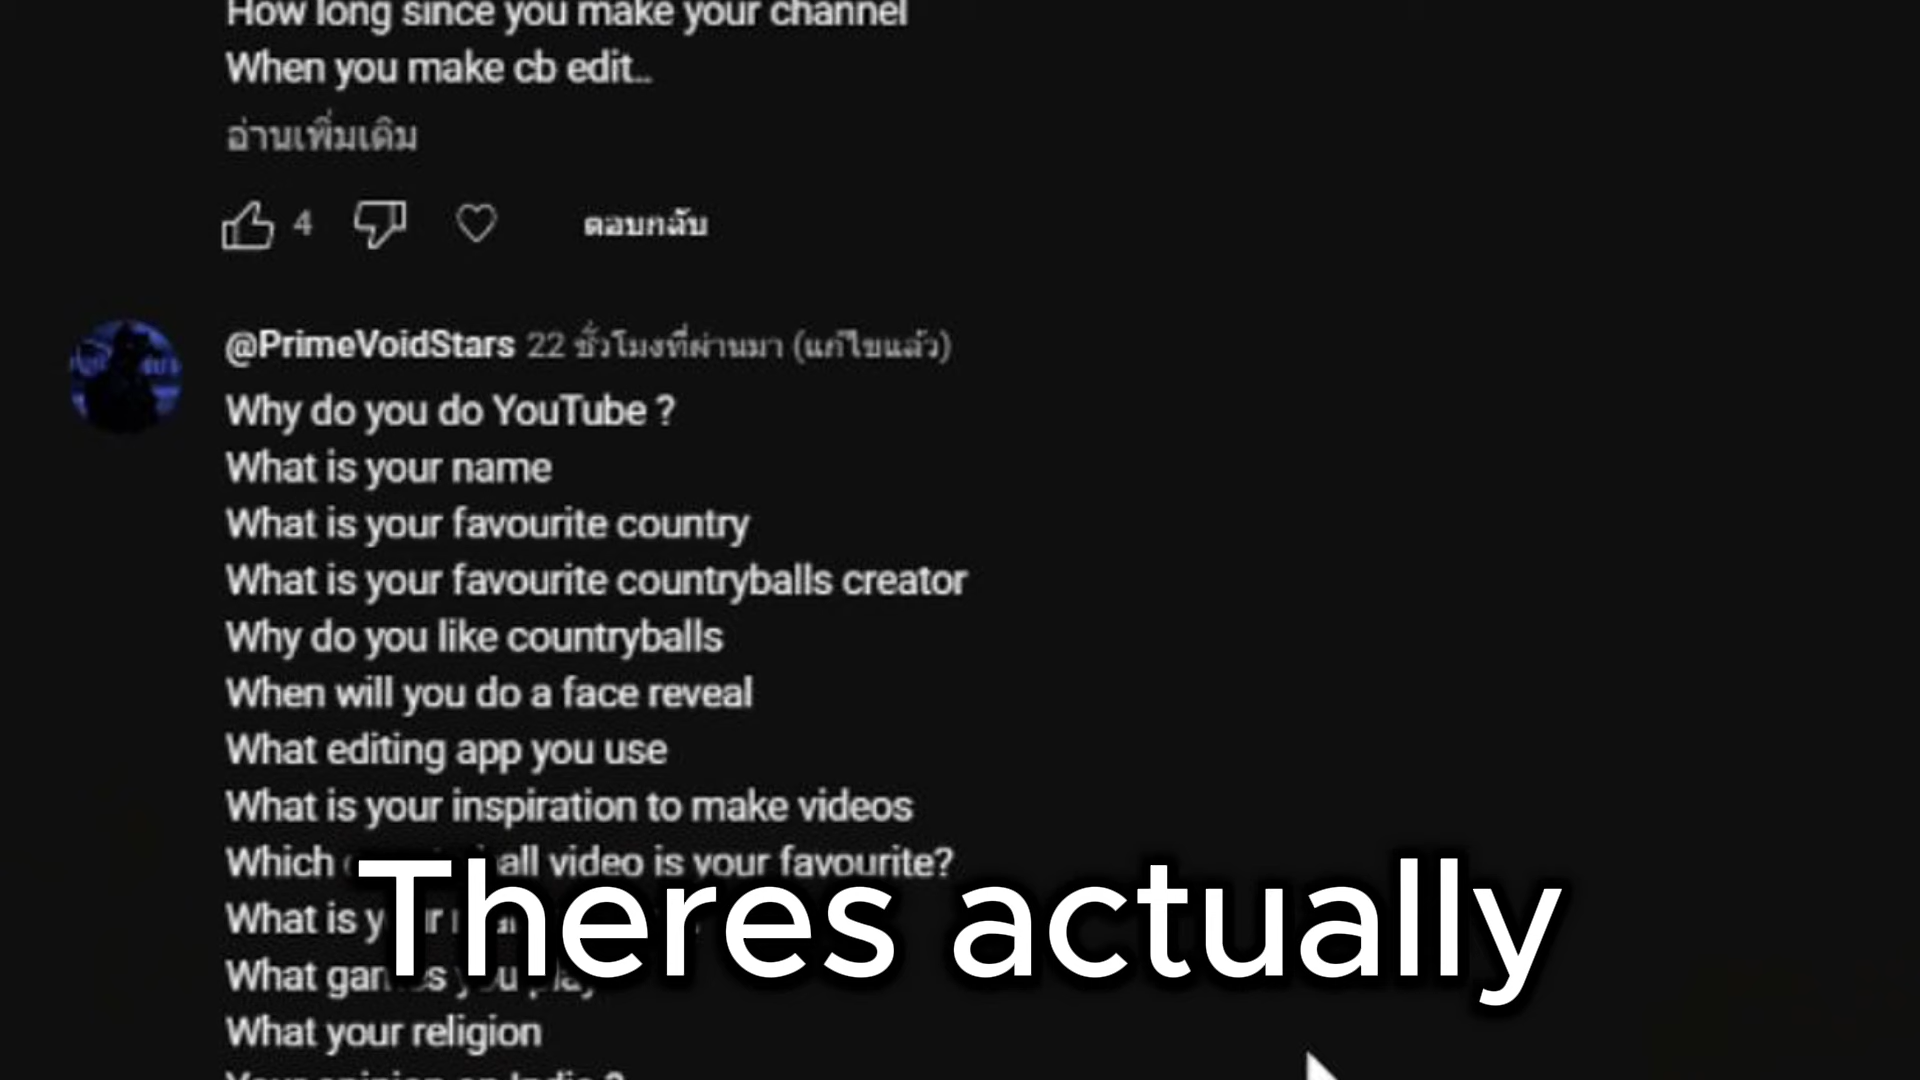 How long since you make your channel
When you make cb edit...
อ่านเพิ่มเติม
4
ตอบกลับ
@PrimeVoidStars 22 ชั่วโมงที่ผ่านมา (แก้ไขแล้ว)
Why do you do YouTube ?
What is your name
What is your favourite country
What is your favourite countryballs creator
Why do you like countryballs
When will you do a face reveal
What editing app you use
What is your inspiration to make videos
Which all video is your favourite?
What is
What
What your religion
Theres actually